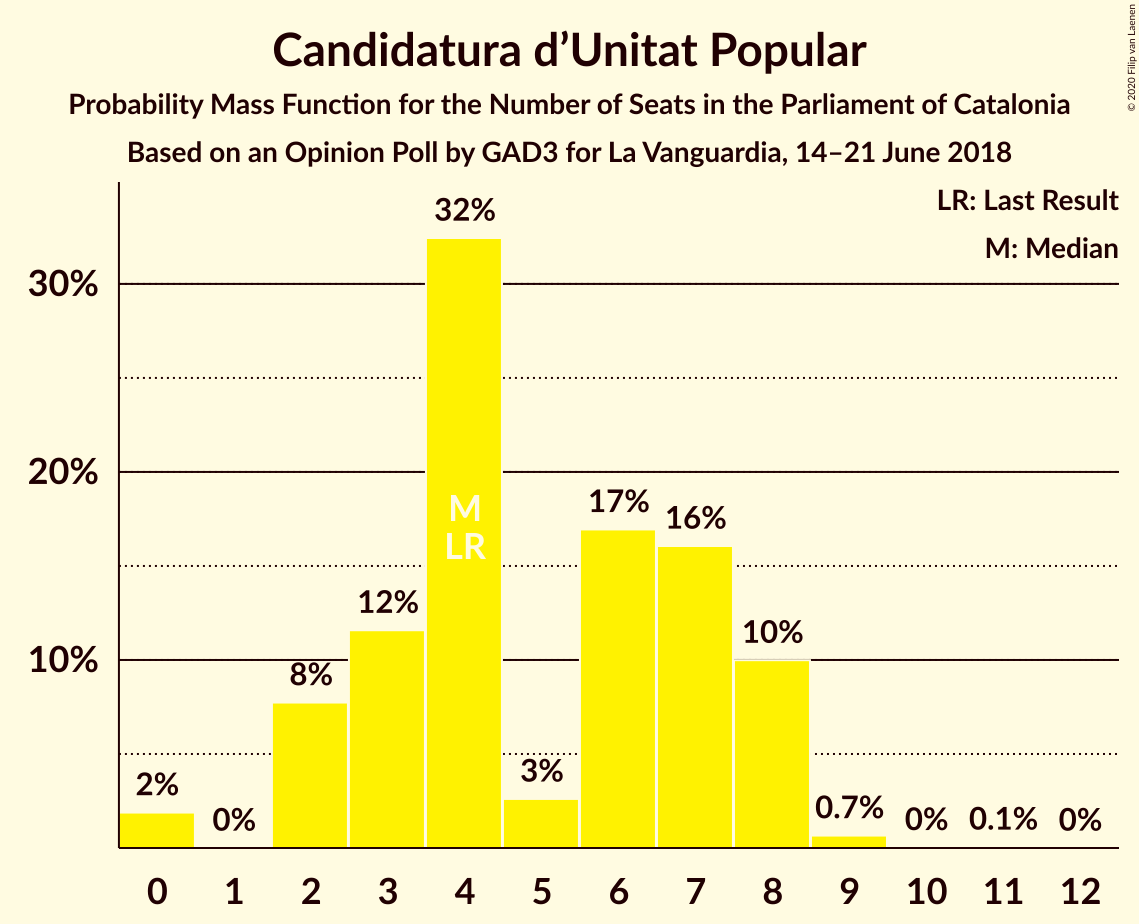 Candidatura d’Unitat Popular
Probability Mass Function for the Number of Seats in the Parliament of Catalonia
Based on an Opinion Poll by GAD3 for La Vanguardia, 14–21 June 2018
© 2020 Filip van Laenen
LR: Last Result
M: Median
30%
20%
10%
2%
0%
8%
12%
32%
M
LR
3%
17%
16%
10%
0.7%
0%
0.1%
0%
0 1 2 3 4 5 6 7 8 9 10 11 12